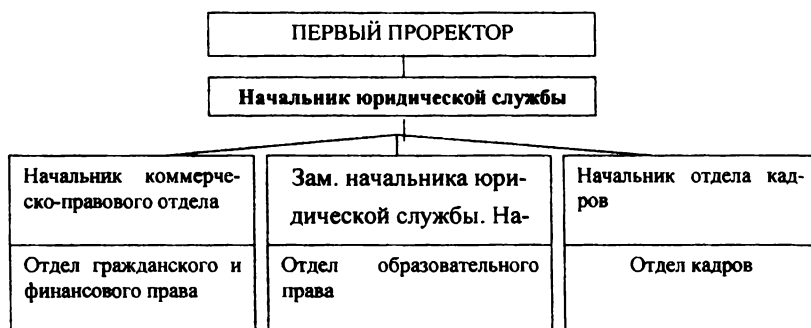 ПЕРВЫЙ ПРОРЕКТОР
Начальник юридической службы
Начальник коммерче-
ско-правового отдела
Зам. начальника юри-
дической службы. На-
Начальник отдела кад-
ров
Отдел гражданского и
финансового права
Отдел образовательного
права
Отдел кадров